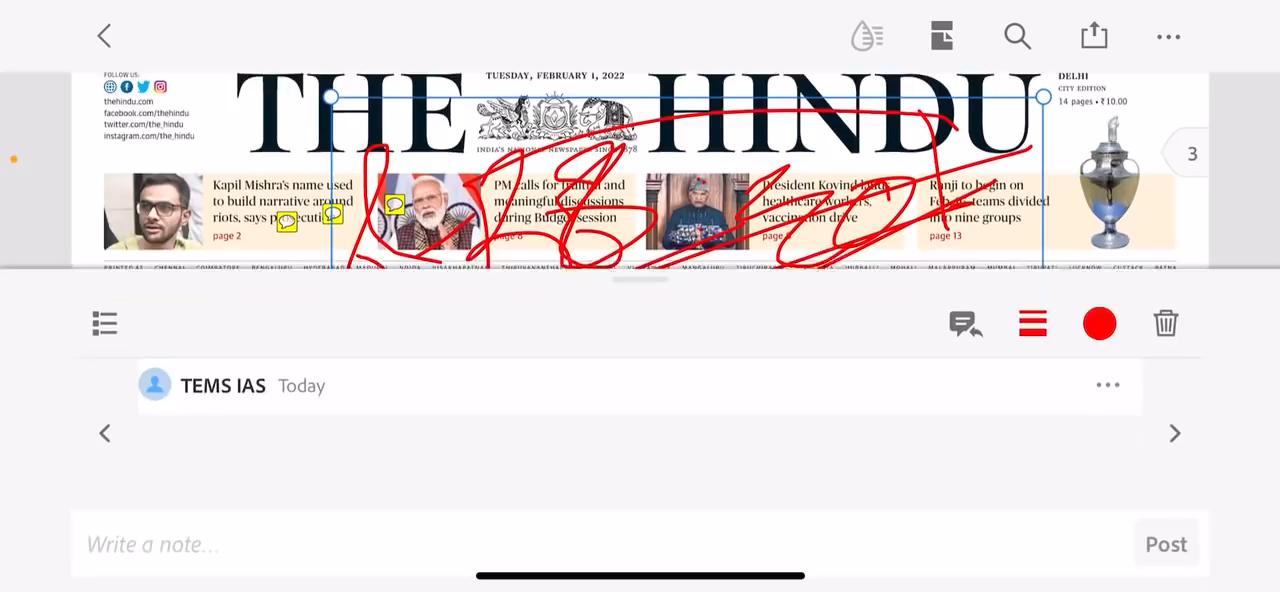 FOLLOW US:
thehindu.com
facebook.com/thehindu
twitter.com/the_hindu
instagram.com/the_hindu
TUESDAY, FEBRUARY 1, 2022
THE HINDU
INDIA'S NATIONAL NEWSPAPER SINCE 1878
DELHI
CITY EDITION
14 pages • ₹10.00
3
Kapil Mishra's name used
to build narrative around
riots, says
page 2
PM calls for and
meaningful discussions
during Budget session
page 8
President Kovind lauds
healthcare workers,
vaccination drive
page
Ranji to begin on
teams divided
into nine groups
page 13
TEMS IAS Today
Write a note...
Post